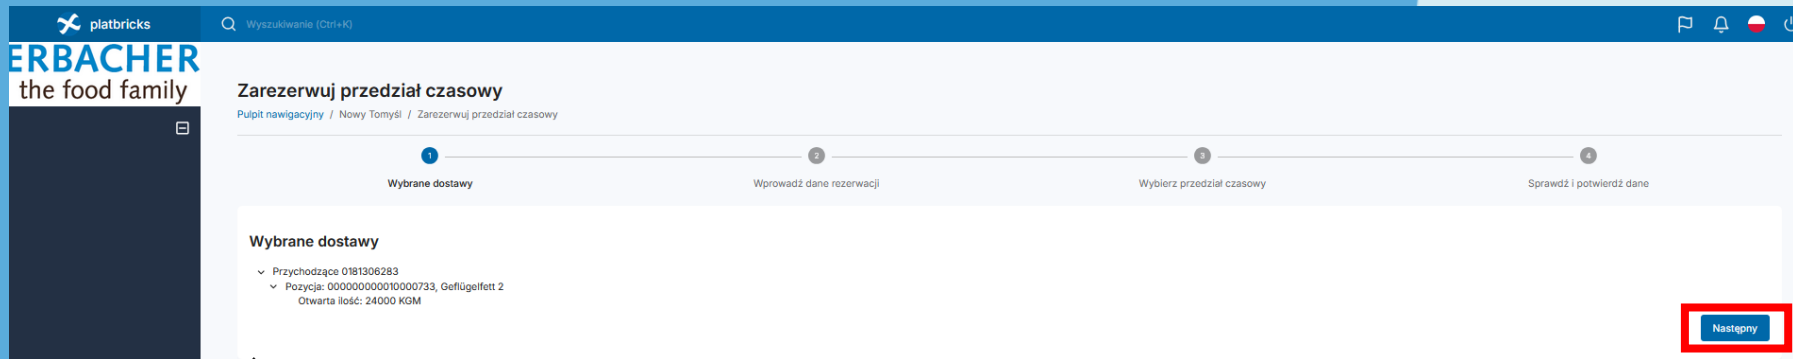 platbricks
Wyszukiwanie (Ctrl+K)
ERBACHER
the food family
Zarezerwuj przedział czasowy
Pulpit nawigacyjny / Nowy Tomyśl / Zarezerwuj przedział czasowy
1
2
3
4
Wybrane dostawy
Wprowadź dane rezerwacji
Wybierz przedział czasowy
Sprawdź i potwierdź dane
Wybrane dostawy
Przychodzące 0181306283
Pozycja: 000000000010000733, Geflügelfett 2
Otwarta ilość: 24000 KGM
Następny